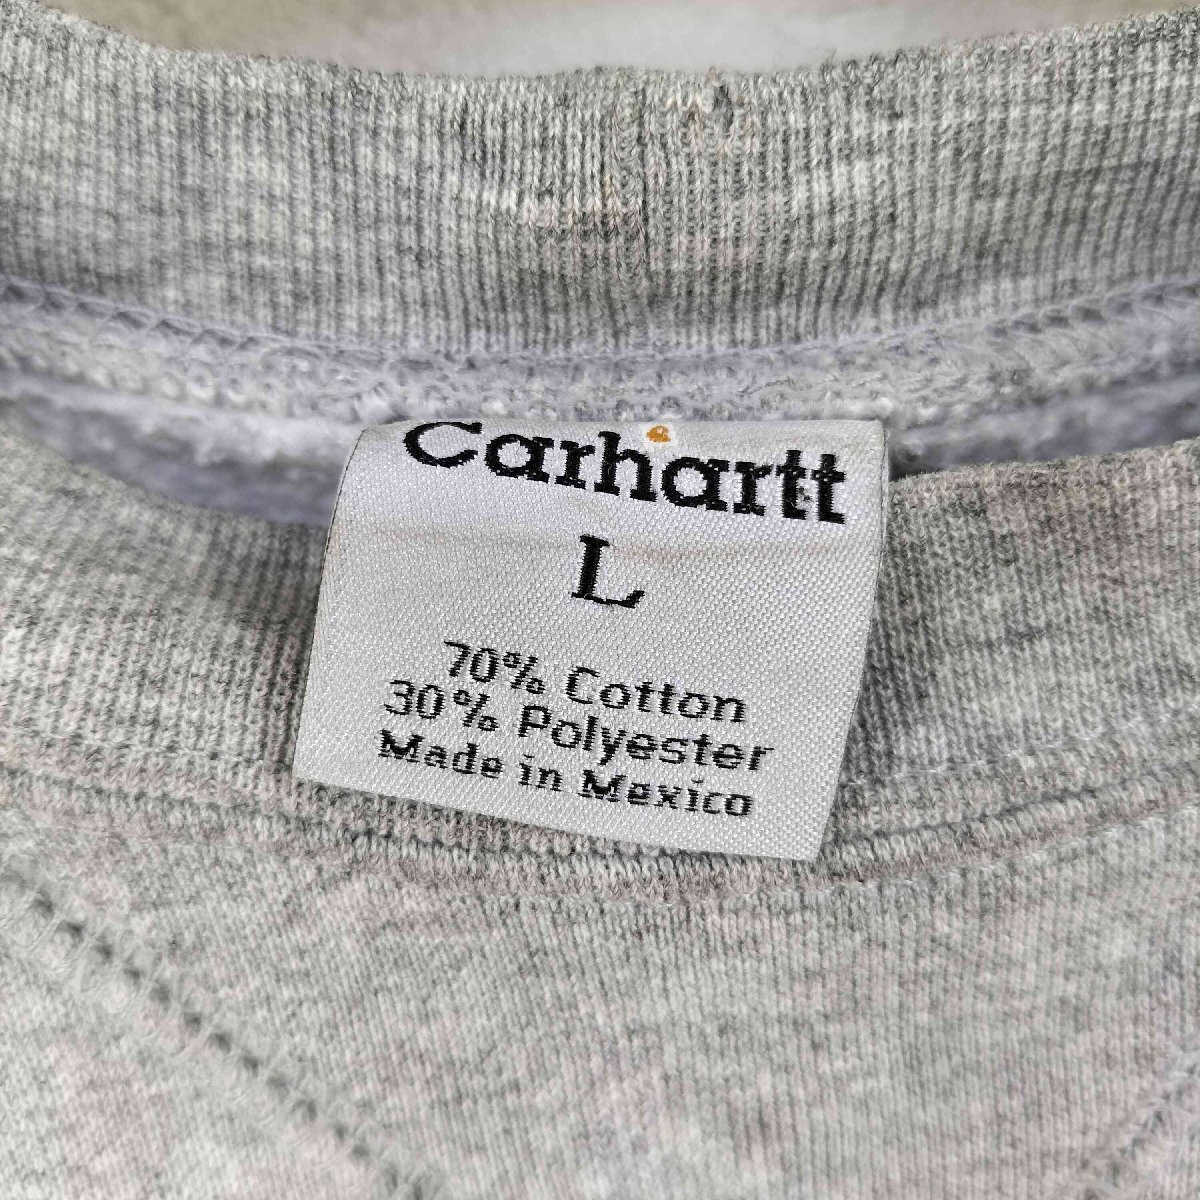 Carhartt
L
70% Cotton
30% Polyester
Made in Mexico